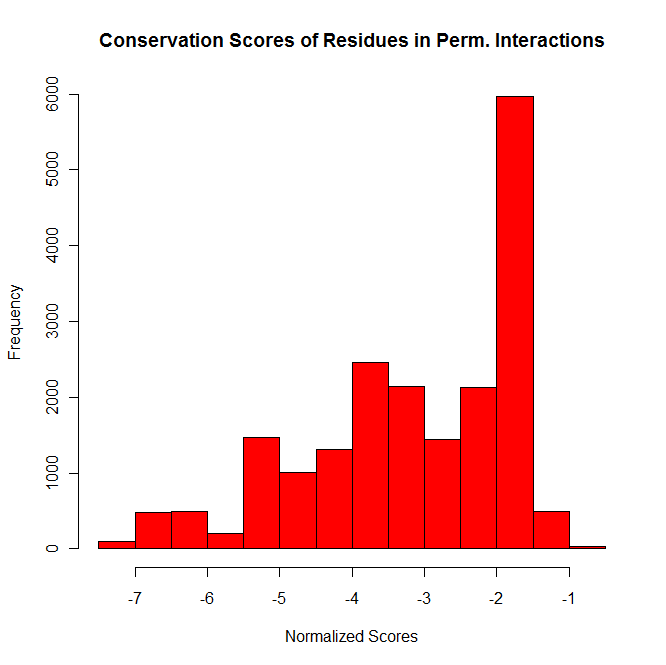 Conservation Scores of Residues in Perm. Interactions
Frequency
6000
5000
4000
3000
2000
1000
0
-7 -6 -5 -4 -3 -2 -1
Normalized Scores